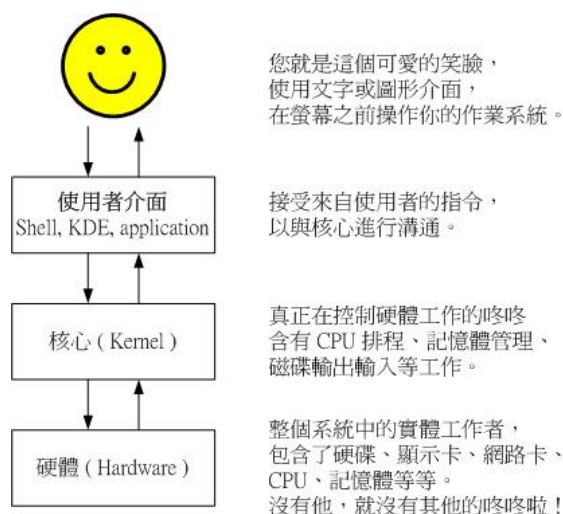 您就是這個可愛的笑臉，
使用文字或圖形介面，
在螢幕之前操作你的作業系統。
使用者介面
Shell, KDE, application
接受來自使用者的指令，
以與核心進行溝通。
核心 ( Kernel )
真正在控制硬體工作的咚咚
含有 CPU 排程、記憶體管理、
磁碟輸出輸入等工作。
硬體 ( Hardware )
整個系統中的實體工作者，
包含了硬碟、顯示卡、網路卡、
CPU、記憶體等等。
沒有他，就沒有其他的咚咚啦！